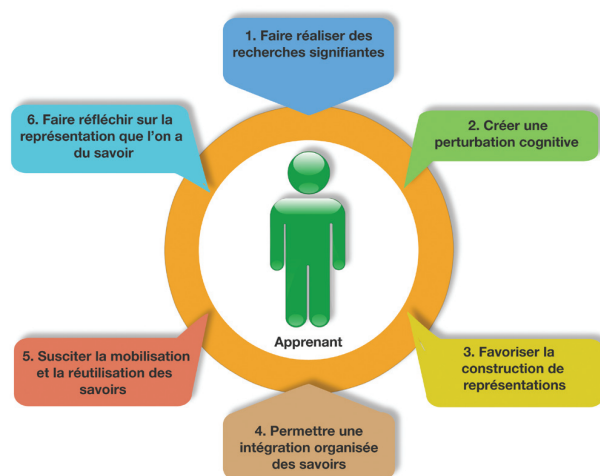 1. Faire réaliser des
recherches signifiantes
2. Créer une
perturbation cognitive
3. Favoriser la
construction de
représentations
4. Permettre une
intégration organisée
des savoirs
5. Susciter la mobilisation
et la réutilisation des
savoirs
6. Faire réfléchir sur la
représentation que l'on a
du savoir
Apprenant